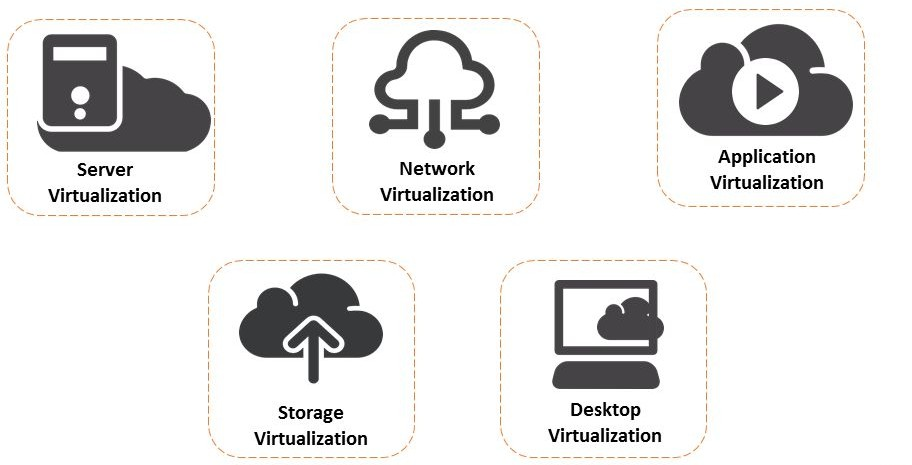 Server
Virtualization
Network
Virtualization
Application
Virtualization
Storage
Virtualization
Desktop
Virtualization